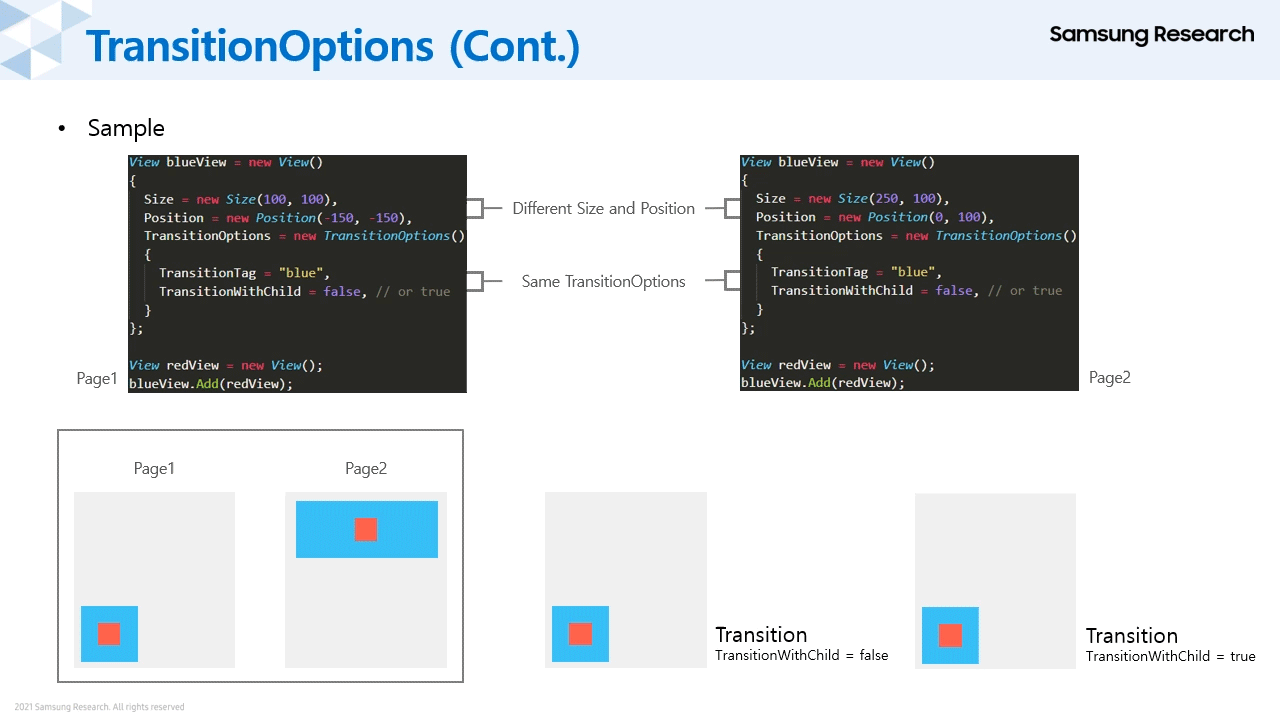 TransitionOptions (Cont.)
Samsung Research
• Sample
View blueView = new View()
{
  Size = new Size(100, 100),
  Position = new Position(-150, -150),
  TransitionOptions = new TransitionOptions()
  {
    TransitionTag = "blue",
    TransitionWithChild = false, // or true
  }
};

View redView = new View();
blueView.Add(redView);
Page1
Different Size and Position
Same TransitionOptions
View blueView = new View()
{
  Size = new Size(250, 100),
  Position = new Position(0, 100),
  TransitionOptions = new TransitionOptions()
  {
    TransitionTag = "blue",
    TransitionWithChild = false, // or true
  }
};

View redView = new View();
blueView.Add(redView);
Page2
Page1
Page2
Transition
TransitionWithChild = false
Transition
TransitionWithChild = true
2021 Samsung Research. All rights reserved